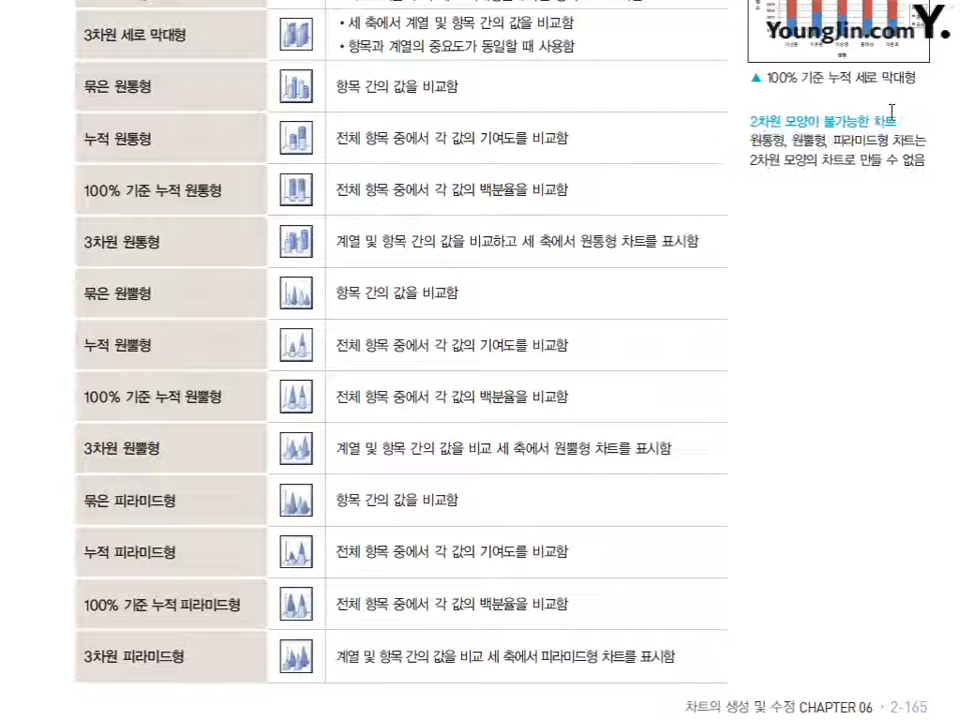 3차원 세로 막대형
• 세 축에서 계열 및 항목 간의 값을 비교함
• 항목과 계열의 중요도가 동일할 때 사용함
묶은 원통형
항목 간의 값을 비교함
누적 원통형
전체 항목 중에서 각 값의 기여도를 비교함
100% 기준 누적 원통형
전체 항목 중에서 각 값의 백분율을 비교함
3차원 원통형
계열 및 항목 간의 값을 비교하고 세 축에서 원통형 차트를 표시함
묶은 원뿔형
항목 간의 값을 비교함
누적 원뿔형
전체 항목 중에서 각 값의 기여도를 비교함
100% 기준 누적 원뿔형
전체 항목 중에서 각 값의 백분율을 비교함
3차원 원뿔형
계열 및 항목 간의 값을 비교 세 축에서 원뿔형 차트를 표시함
묶은 피라미드형
항목 간의 값을 비교함
누적 피라미드형
전체 항목 중에서 각 값의 기여도를 비교함
100% 기준 누적 피라미드형
전체 항목 중에서 각 값의 백분율을 비교함
3차원 피라미드형
계열 및 항목 간의 값을 비교 세 축에서 피라미드형 차트를 표시함
Younglin.com Y.
▲ 100% 기준 누적 세로 막대형
2차원 모양이 불가능한 차트
원통형, 원뿔형, 피라미드형 차트는
2차원 모양의 차트로 만들 수 없음
차트의 생성 및 수정 CHAPTER 06 • 2-165